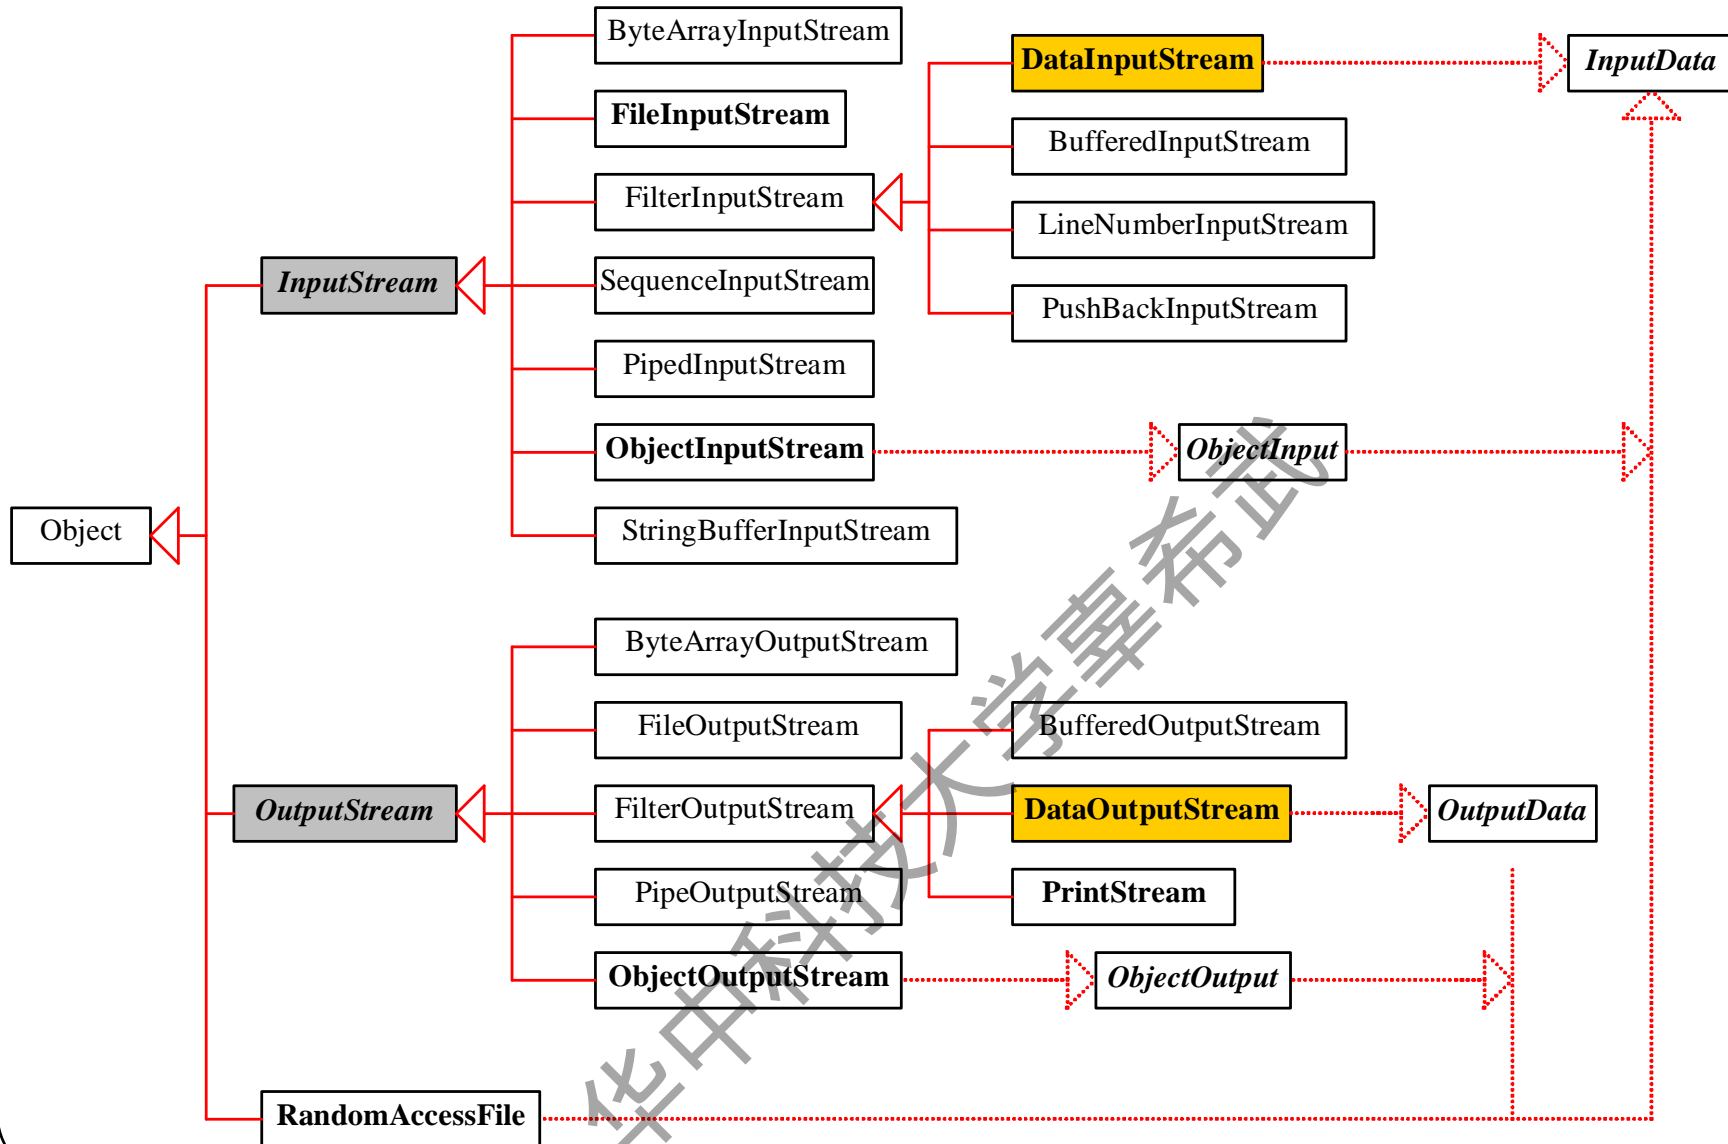 ByteArrayInputStream
DataInputStream
InputData
FileInputStream
BufferedInputStream
FilterInputStream
LineNumberInputStream
InputStream
SequenceInputStream
PushBackInputStream
PipedInputStream
ObjectInputStream
ObjectInput
Object
StringBufferInputStream
ByteArrayOutputStream
FileOutputStream
BufferedOutputStream
OutputStream
FilterOutputStream
DataOutputStream
OutputData
PipeOutputStream
PrintStream
ObjectOutputStream
ObjectOutput
RandomAccessFile
华中科技大学辜希武